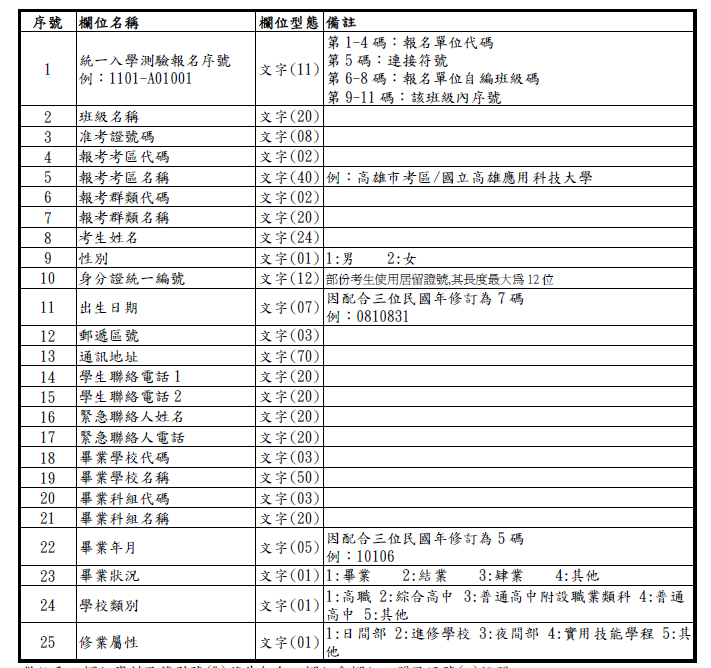 序號 欄位名稱 欄位型態 備註
1 統一入學測驗報名序號 例：1101-A01001 文字(11) 第 1-4 碼：報名單位代碼
第 5 碼：連接符號
第 6-8 碼：報名單位自編班級碼
第 9-11 碼：該班級內序號
2 班級名稱 文字(20)
3 准考證號碼 文字(08)
4 報考考區代碼 文字(02)
5 報考考區名稱 文字(40) 例：高雄市考區/國立高雄應用科技大學
6 報考群類代碼 文字(02)
7 報考群類名稱 文字(20)
8 考生姓名 文字(24)
9 性別 文字(01) 1:男 2:女
10 身分證統一編號 文字(12) 部份考生使用居留證號,其長度最大為 12 位
11 出生日期 文字(07) 因配合三位民國年修訂為 7 碼
例：0810831
12 郵遞區號 文字(03)
13 通訊地址 文字(70)
14 學生聯絡電話 1 文字(20)
15 學生聯絡電話 2 文字(20)
16 緊急聯絡人姓名 文字(20)
17 緊急聯絡人電話 文字(20)
18 畢業學校代碼 文字(03)
19 畢業學校名稱 文字(50)
20 畢業科組代碼 文字(03)
21 畢業科組名稱 文字(20)
22 畢業年月 文字(05) 因配合三位民國年修訂為 5 碼
例：10106
23 畢業狀況 文字(01) 1:畢業 2:結業 3:肄業 4:其他
24 學校類別 文字(01) 1:高職 2:綜合高中 3:普通高中附設職業類科 4:普通
高中 5:其他
25 修業屬性 文字(01) 1:日間部 2:進修學校 3:夜間部 4:實用技能學程 5:其
他